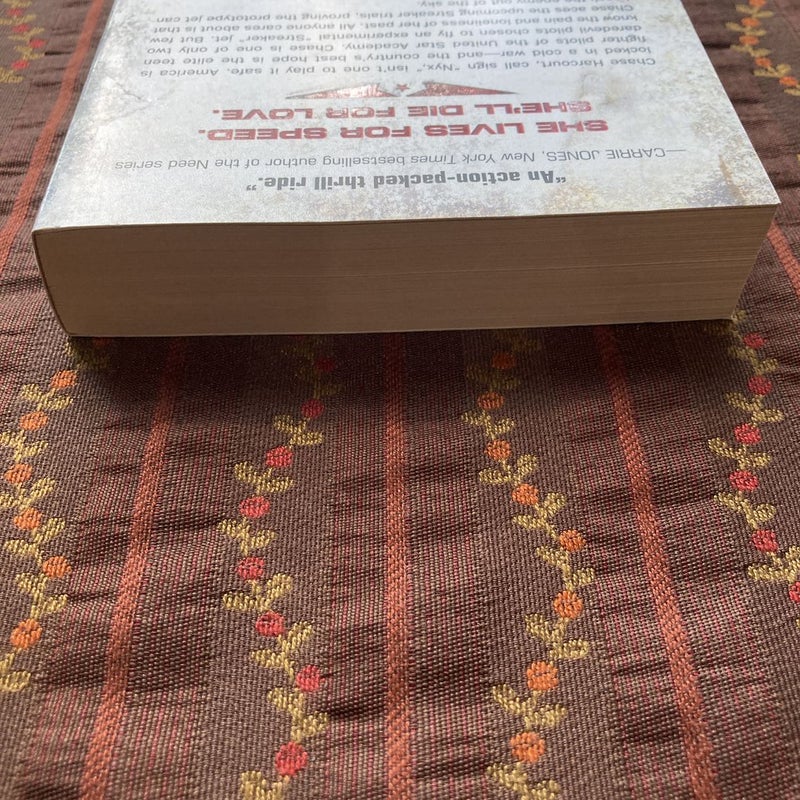 “An action-packed thrill ride.”
—CARRIE JONES, New York Times bestselling author of the Need series
SHE LIVES FOR SPEED.
SHE'LL DIE FOR LOVE.
Chase Harcourt, call sign “Nyx,” isn't one to play it safe. America is
locked in a cold war—and the country's best hope is the elite teen
fighter pilots of the United Star Academy. Chase is one of only two
daredevil pilots chosen to fly an experimental “Streaker” jet. But few
know the pain and loneliness of her past. All anyone cares about is that
Chase aces the upcoming Streaker trials, proving the prototype jet can
the sky.